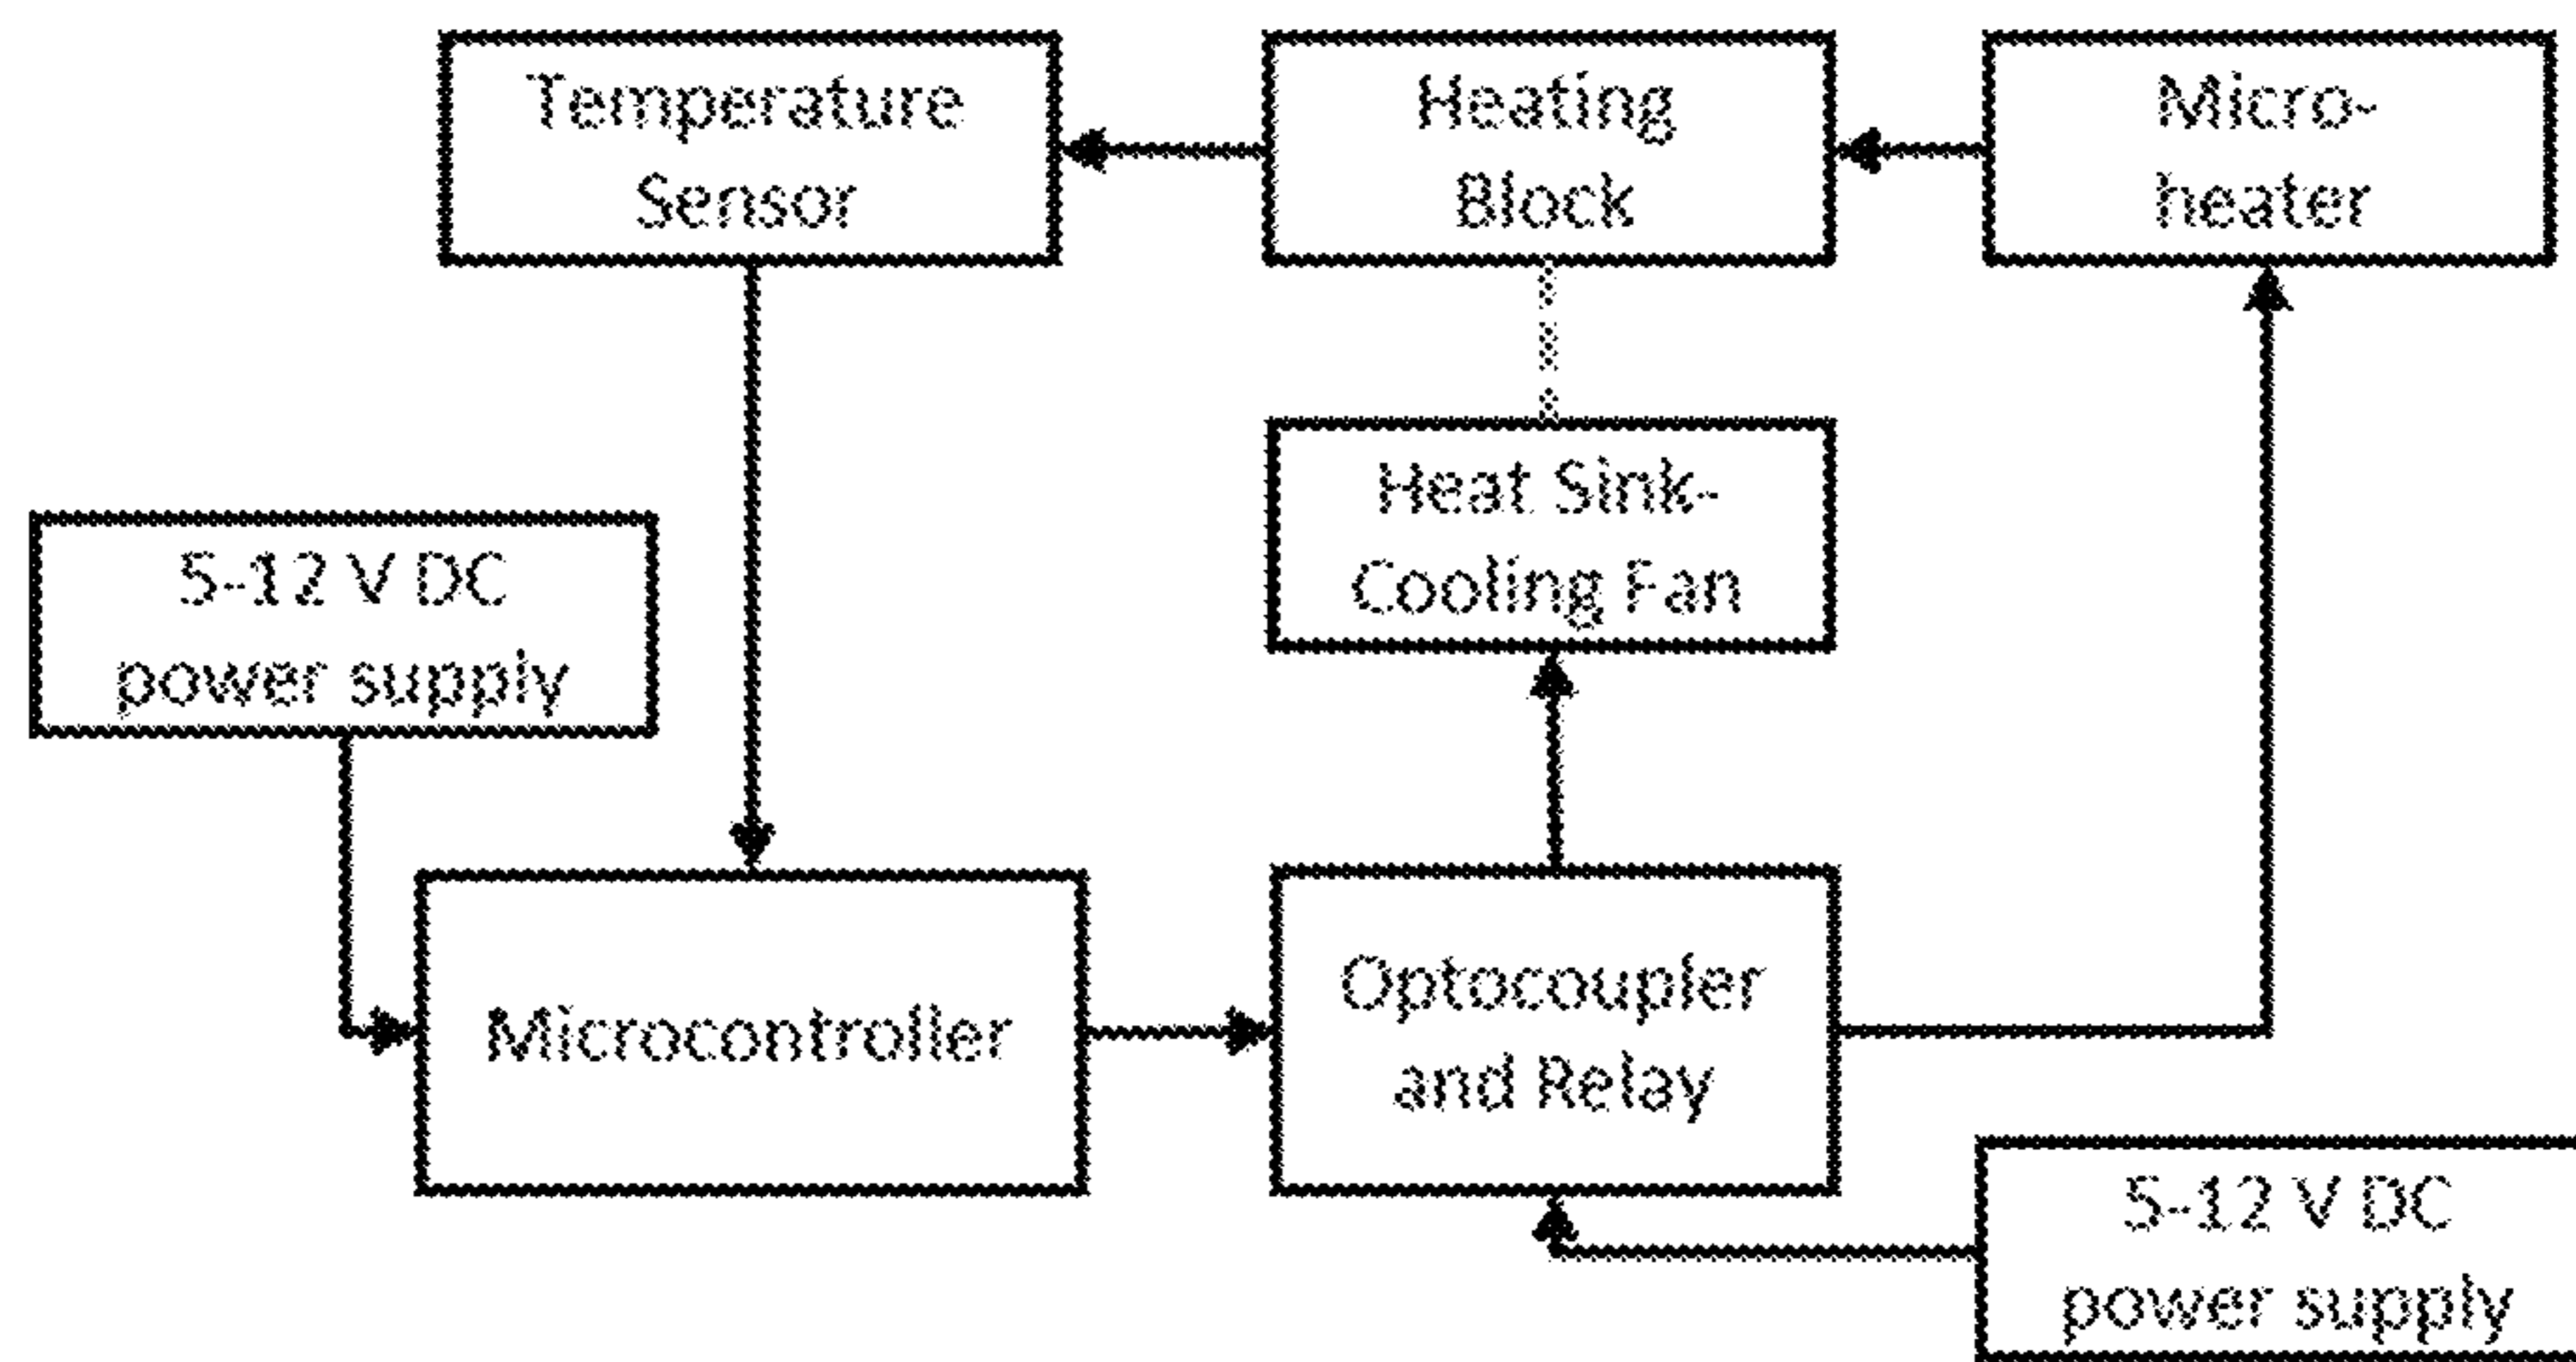 Temperature
Sensor
Heating
Block
Micro-
heater
Heat Sink-
Cooling Fan
5-12 V DC
power supply
Microcontroller
Optocoupler
and Relay
5-12 V DC
power supply